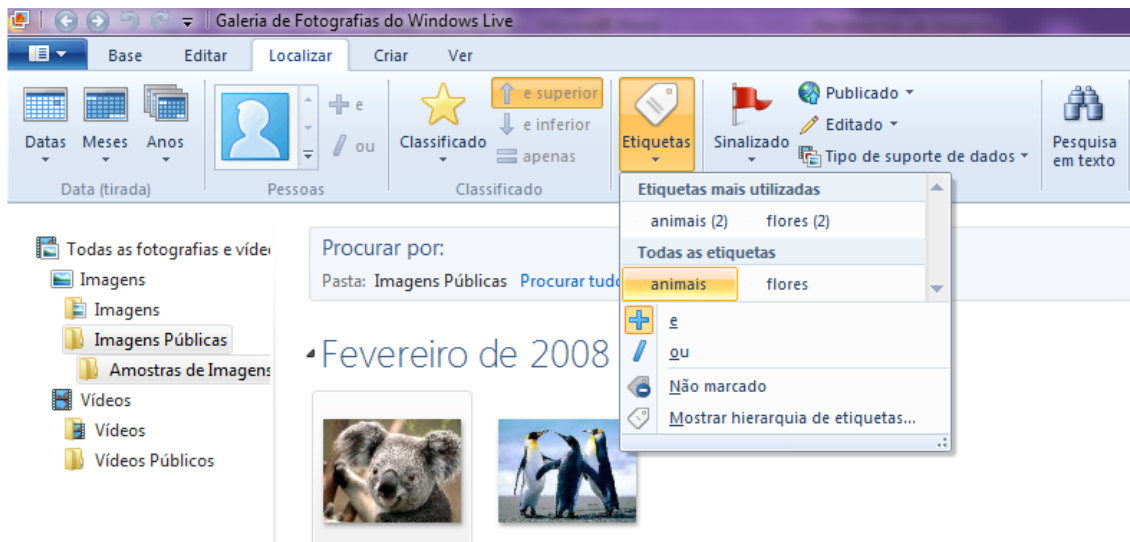 Galeria de Fotografias do Windows Live
Base Editar Localizar Criar Ver
Datas Meses Anos
Data (tirada)
e
ou
Pessoas
Classificado
e superior
e inferior
apenas
Classificado
Etiquetas
Sinalizado
Publicado
Editado
Tipo de suporte de dados
Pesquisa
em texto
Etiquetas mais utilizadas
animais (2) flores (2)
Todas as etiquetas
animais flores
e
ou
Não marcado
Mostrar hierarquia de etiquetas...
Todas as fotografias e víde
Imagens
Imagens
Imagens Públicas
Amostras de Imagens
Vídeos
Vídeos
Vídeos Públicos
Procurar por:
Pasta: Imagens Públicas Procurar tudo
Fevereiro de 2008